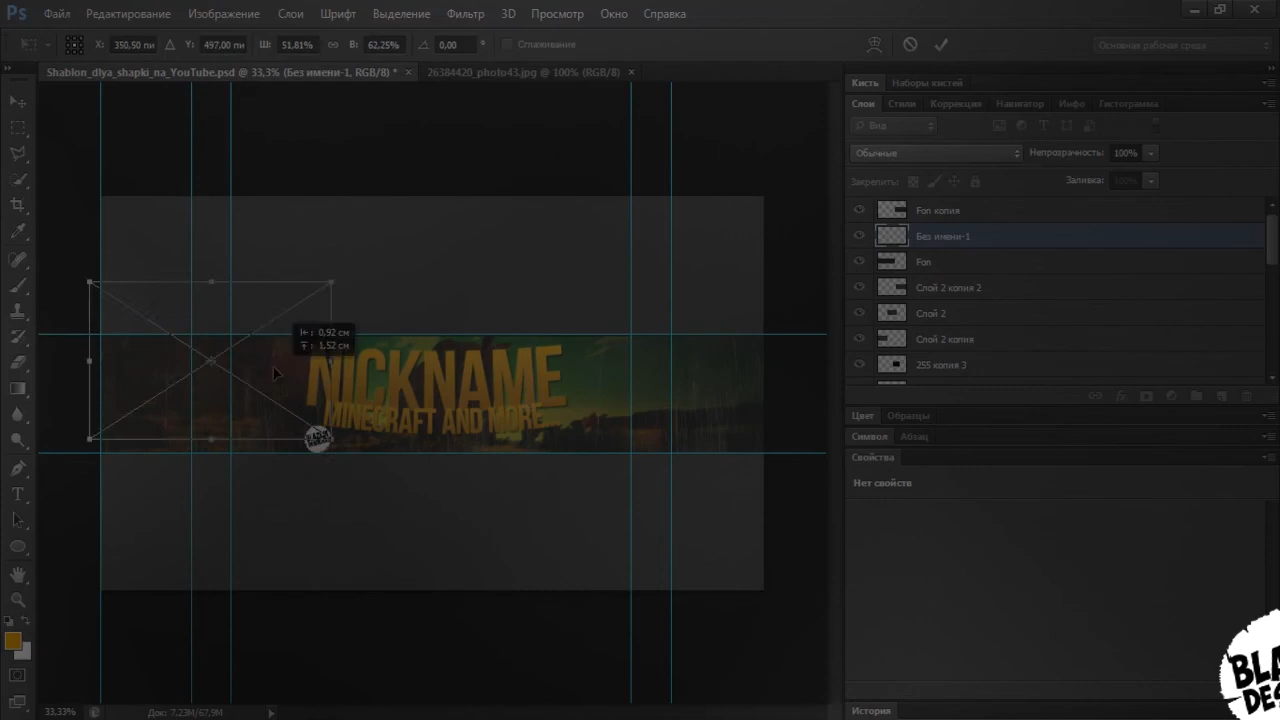 Ps Файл Редактирование Изображение Слои Шрифт Выделение Фильтр 3D Просмотр Окно Справка
X: 350,50 пи Y: 497,00 пи Ш: 51,81% В: 62,25% 0,00 ° Сглаживание Основная рабочая среда
Shablon_dlya_shapki_na_YouTube.psd @ 33,3% (Без имени-1, RGB/8) * × 26384420_photo43.jpg @ 100% (RGB/8) ×
Кисть Наборы кистей
Слои Стили Коррекция Навигатор Инфо Гистограмма
Вид
Обычные Непрозрачность: 100%
Закрепить: Заливка: 100%
Fon копия
Без имени-1
Fon
Слой 2 копия 2
Слой 2
Слой 2 копия
255 копия 3
0,92 см
1,52 см
NICKNAME
MINECRAFT AND MORE
Цвет Образцы
Символ Абзац
Свойства
Нет свойств
BLA
DES
33,33% Док: 7,23M/67,9M
История